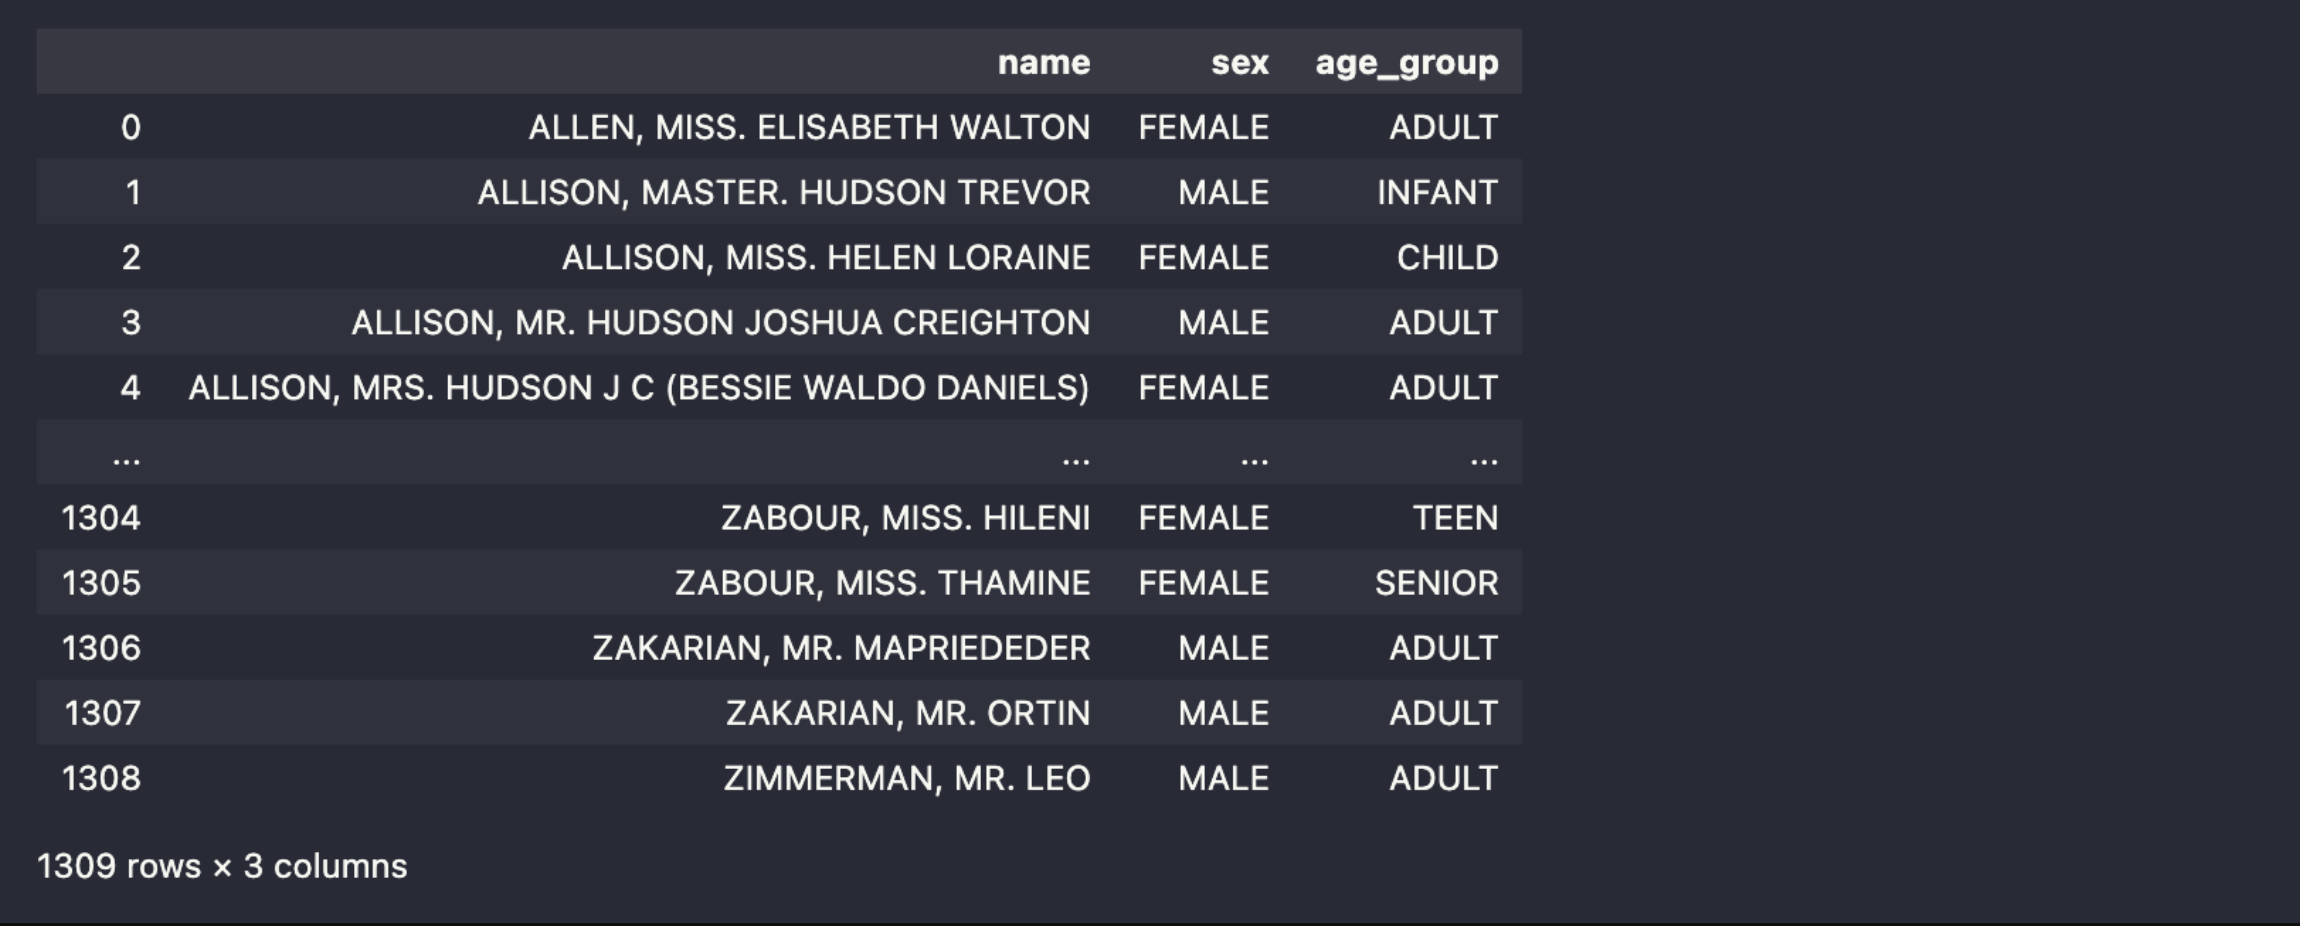 name sex age_group
0 ALLEN, MISS. ELISABETH WALTON FEMALE ADULT
1 ALLISON, MASTER. HUDSON TREVOR MALE INFANT
2 ALLISON, MISS. HELEN LORAINE FEMALE CHILD
3 ALLISON, MR. HUDSON JOSHUA CREIGHTON MALE ADULT
4 ALLISON, MRS. HUDSON J C (BESSIE WALDO DANIELS) FEMALE ADULT
... ... ... ...
1304 ZABOUR, MISS. HILENI FEMALE TEEN
1305 ZABOUR, MISS. THAMINE FEMALE SENIOR
1306 ZAKARIAN, MR. MAPRIEDEDER MALE ADULT
1307 ZAKARIAN, MR. ORTIN MALE ADULT
1308 ZIMMERMAN, MR. LEO MALE ADULT
1309 rows × 3 columns